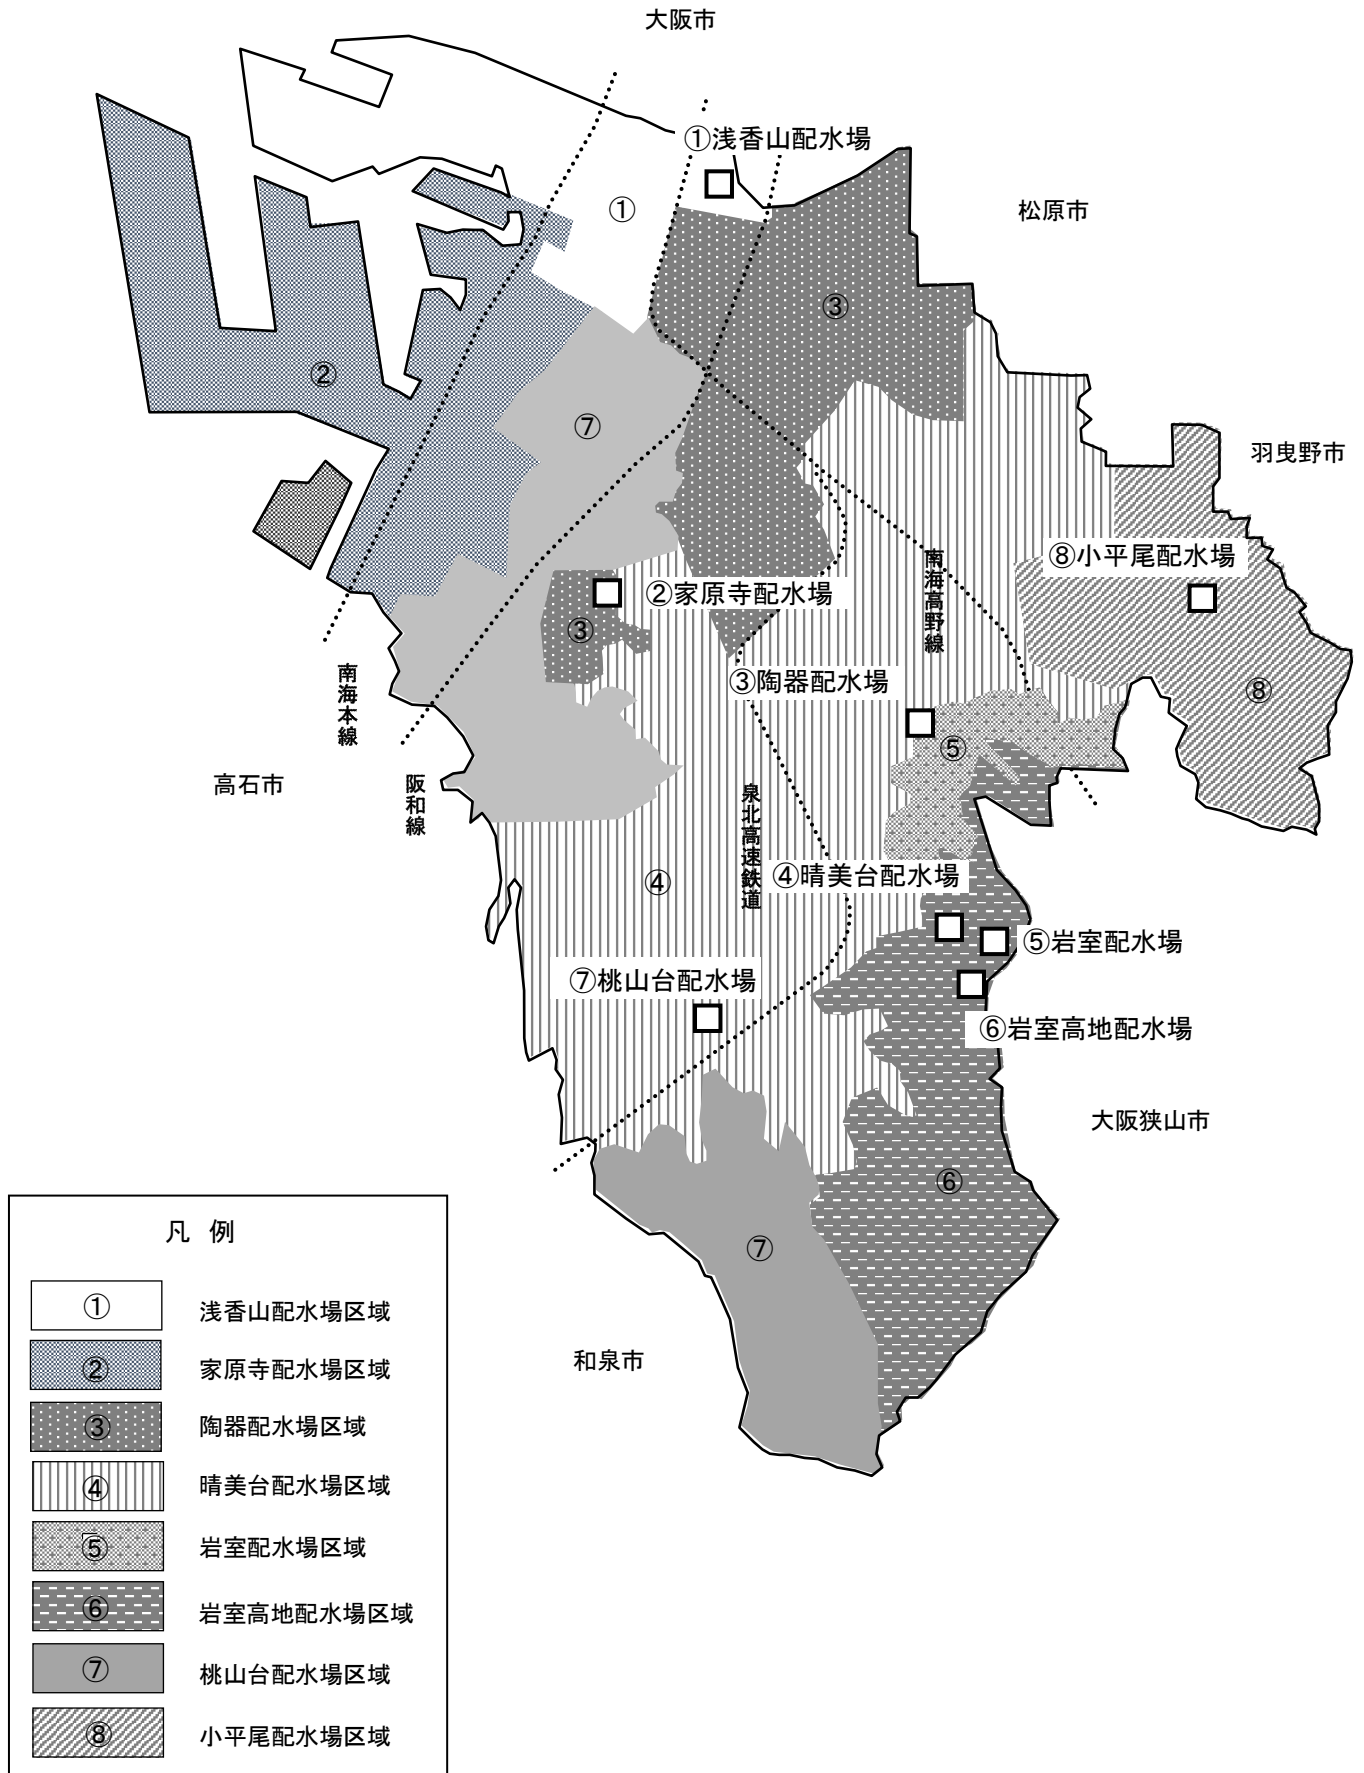 大阪市
①浅香山配水場
①
松原市
③
②
⑦
羽曳野市
南海高野線
⑧小平尾配水場
②家原寺配水場
③
南海本線
③陶器配水場
⑧
⑤
高石市
阪和線
泉北高速鉄道
④晴美台配水場
④
⑤岩室配水場
⑦桃山台配水場
⑥岩室高地配水場
大阪狭山市
⑥
⑦
和泉市
凡 例
① 浅香山配水場区域
② 家原寺配水場区域
③ 陶器配水場区域
④ 晴美台配水場区域
⑤ 岩室配水場区域
⑥ 岩室高地配水場区域
⑦ 桃山台配水場区域
⑧ 小平尾配水場区域